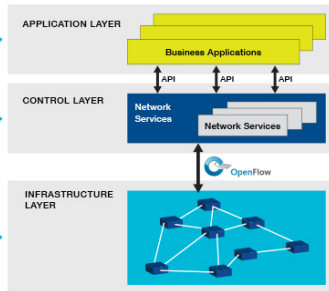 APPLICATION LAYER
Business Applications
API API API
CONTROL LAYER
Network
Services
Network Services
OpenFlow
INFRASTRUCTURE
LAYER